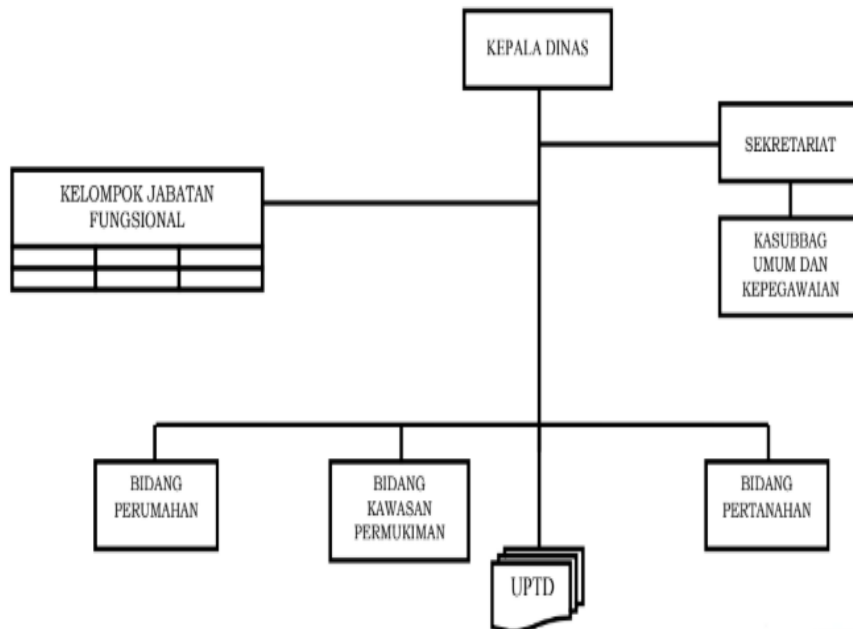 KEPALA DINAS
SEKRETARIAT
KELOMPOK JABATAN
FUNGSIONAL
KASUBBAG
UMUM DAN
KEPEGAWAIAN
BIDANG
PERUMAHAN
BIDANG
KAWASAN
PERMUKIMAN
BIDANG
PERTANAHAN
UPTD